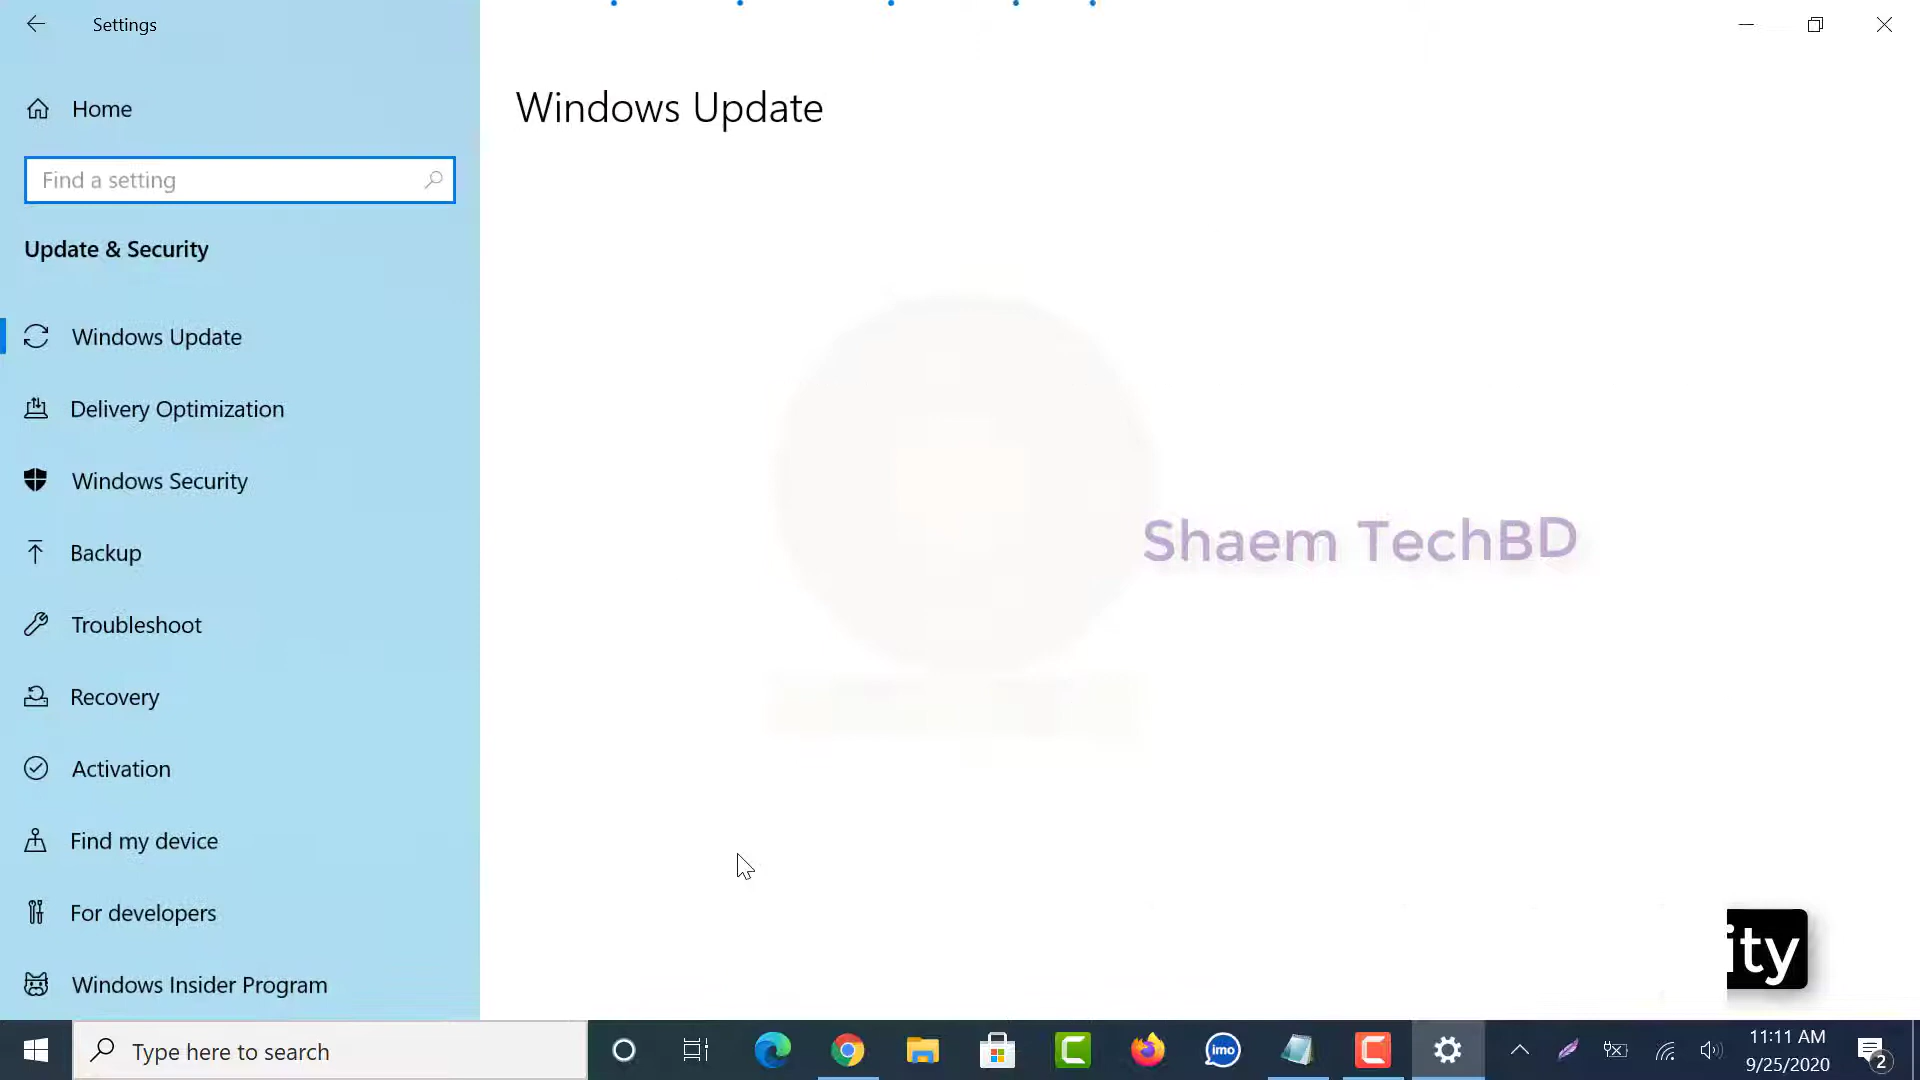 Settings
Home
Find a setting
Update & Security
Windows Update
Delivery Optimization
Windows Security
Backup
Troubleshoot
Recovery
Activation
Find my device
For developers
Windows Insider Program
Windows Update
Shaem TechBD
ity
Type here to search
imo
11:11 AM
9/25/2020
2